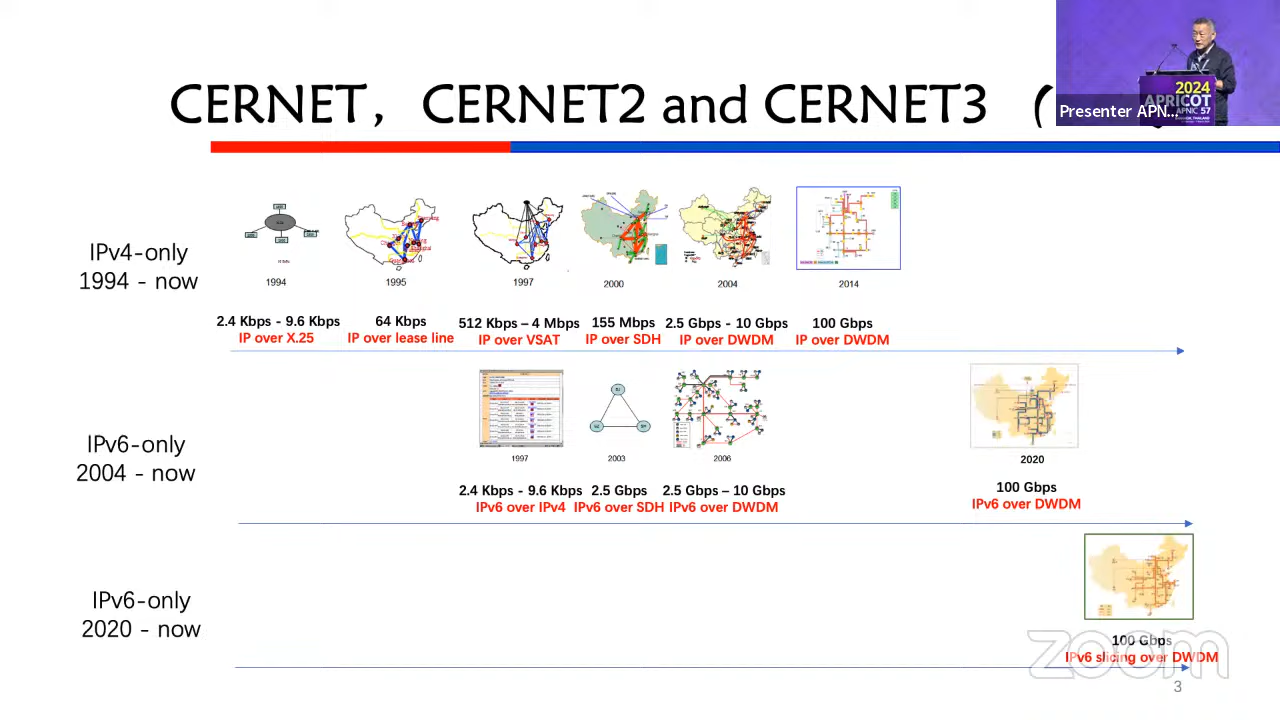 CERNET，CERNET2 and CERNET3 (
2024
APRICOT
APNIC 57
Presenter APN...
IPv4-only
1994 - now
1994
1995
1997
2000
2004
2014
2.4 Kbps - 9.6 Kbps
IP over X.25
64 Kbps
IP over lease line
512 Kbps – 4 Mbps
IP over VSAT
155 Mbps
IP over SDH
2.5 Gbps - 10 Gbps
IP over DWDM
100 Gbps
IP over DWDM
IPv6-only
2004 - now
1997
2003
2006
2020
2.4 Kbps - 9.6 Kbps
IPv6 over IPv4
2.5 Gbps
IPv6 over SDH
2.5 Gbps – 10 Gbps
IPv6 over DWDM
100 Gbps
IPv6 over DWDM
IPv6-only
2020 - now
100 Gbps
IPv6 slicing over DWDM
zoom
3